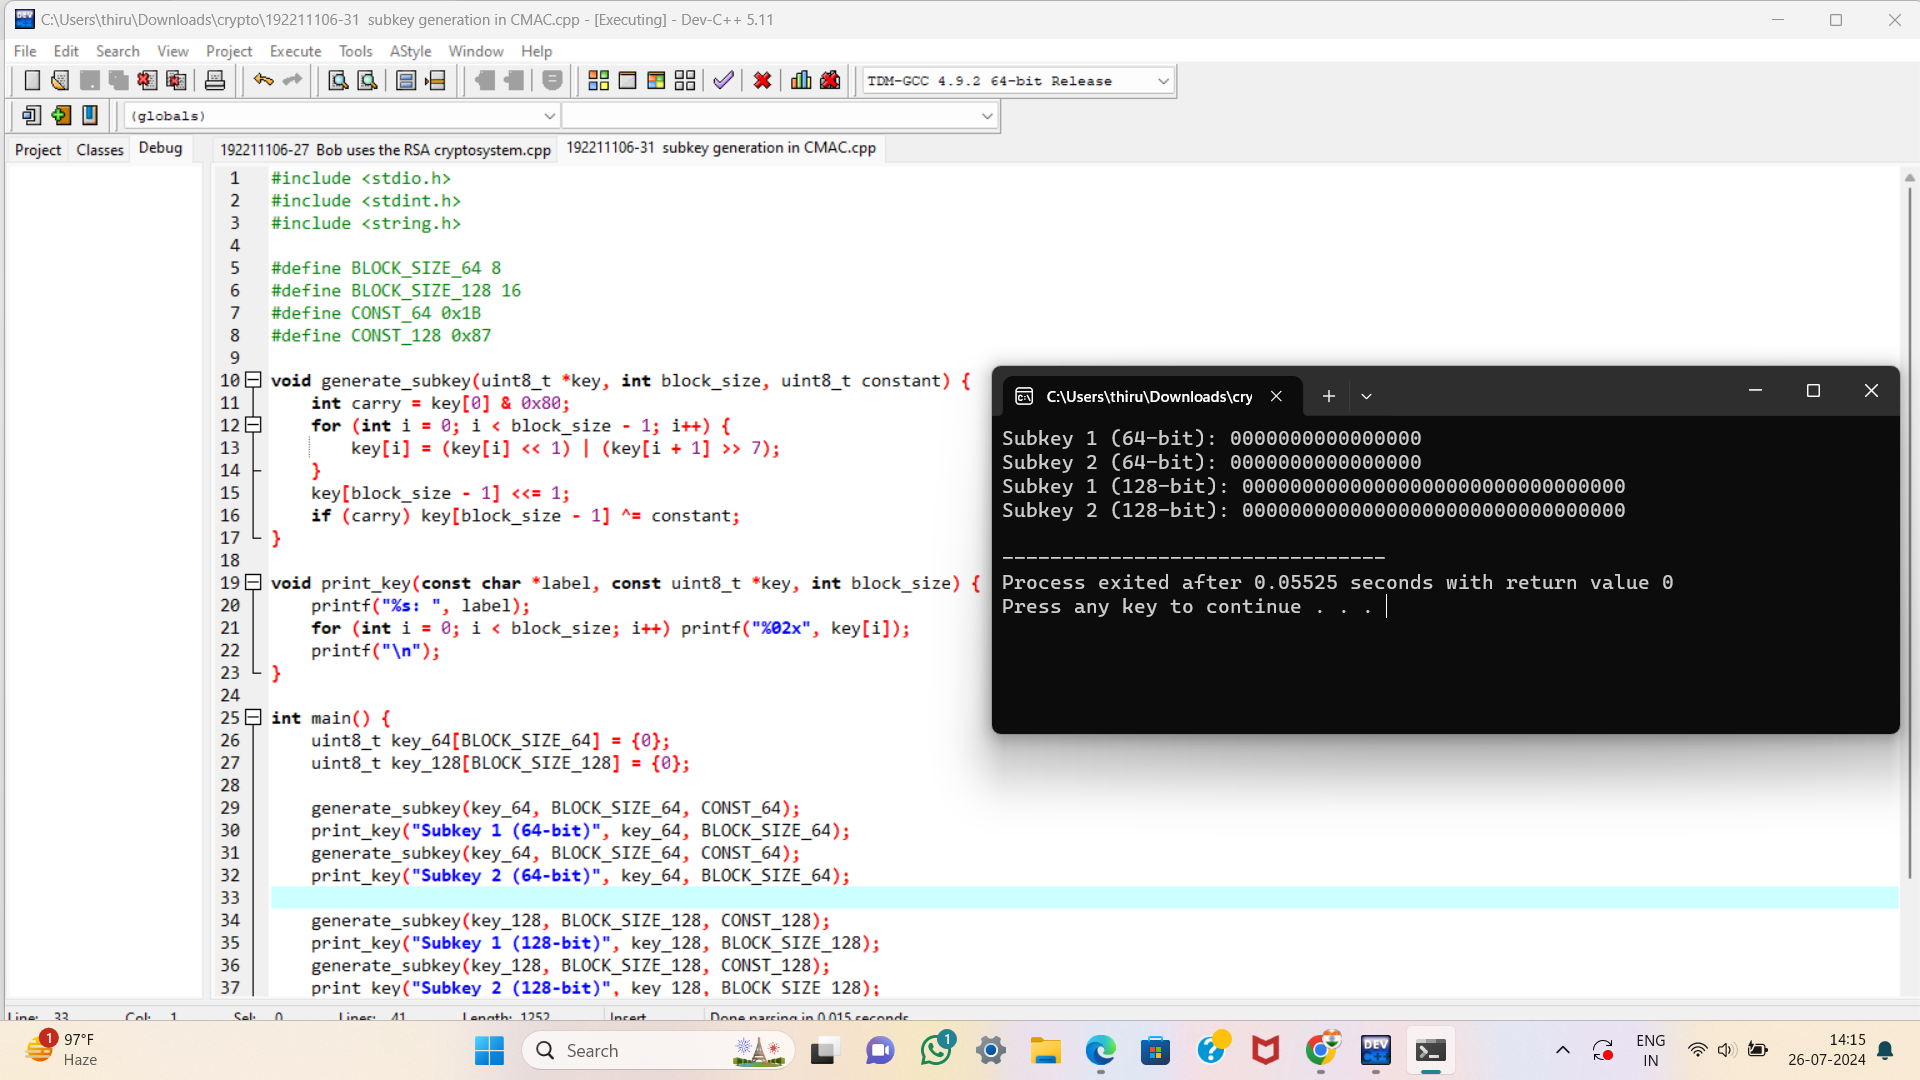 C:\Users\thiru\Downloads\crypto\192211106-31  subkey generation in CMAC.cpp - [Executing] - Dev-C++ 5.11
File Edit Search View Project Execute Tools AStyle Window Help
TDM-GCC 4.9.2 64-bit Release
(globals)
Project Classes Debug
192211106-27  Bob uses the RSA cryptosystem.cpp 192211106-31  subkey generation in CMAC.cpp
1 #include <stdio.h>
2 #include <stdint.h>
3 #include <string.h>
4
5 #define BLOCK_SIZE_64 8
6 #define BLOCK_SIZE_128 16
7 #define CONST_64 0x1B
8 #define CONST_128 0x87
9
10 void generate_subkey(uint8_t *key, int block_size, uint8_t constant) {
11     int carry = key[0] & 0x80;
12     for (int i = 0; i < block_size - 1; i++) {
13         key[i] = (key[i] << 1) | (key[i + 1] >> 7);
14     }
15     key[block_size - 1] <<= 1;
16     if (carry) key[block_size - 1] ^= constant;
17 }
18
19 void print_key(const char *label, const uint8_t *key, int block_size) {
20     printf("%s: ", label);
21     for (int i = 0; i < block_size; i++) printf("%02x", key[i]);
22     printf("\n");
23 }
24
25 int main() {
26     uint8_t key_64[BLOCK_SIZE_64] = {0};
27     uint8_t key_128[BLOCK_SIZE_128] = {0};
28
29     generate_subkey(key_64, BLOCK_SIZE_64, CONST_64);
30     print_key("Subkey 1 (64-bit)", key_64, BLOCK_SIZE_64);
31     generate_subkey(key_64, BLOCK_SIZE_64, CONST_64);
32     print_key("Subkey 2 (64-bit)", key_64, BLOCK_SIZE_64);
33
34     generate_subkey(key_128, BLOCK_SIZE_128, CONST_128);
35     print_key("Subkey 1 (128-bit)", key_128, BLOCK_SIZE_128);
36     generate_subkey(key_128, BLOCK_SIZE_128, CONST_128);
37     print_key("Subkey 2 (128-bit)", key_128, BLOCK_SIZE_128);
C:\Users\thiru\Downloads\cry
Subkey 1 (64-bit): 0000000000000000
Subkey 2 (64-bit): 0000000000000000
Subkey 1 (128-bit): 00000000000000000000000000000000
Subkey 2 (128-bit): 00000000000000000000000000000000
--------------------------------
Process exited after 0.05525 seconds with return value 0
Press any key to continue . . .
Line: 33 Col: 1 Sel: 0 Lines: 41 Length: 1252 Insert Done parsing in 0.015 seconds
1 97°F
Haze
Search
1
DEV C++
ENG
IN
14:15
26-07-2024